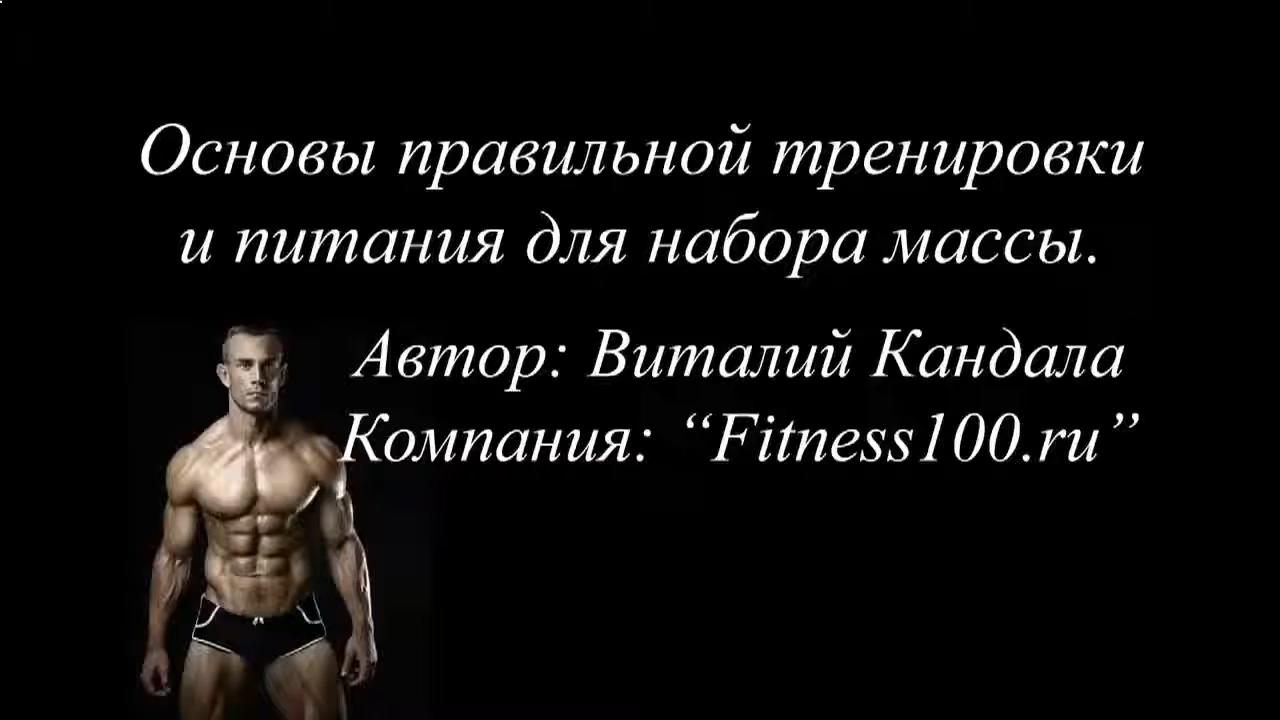 Основы правильной тренировки
и питания для набора массы.
Автор: Виталий Кандала
Компания: “Fitness100.ru”